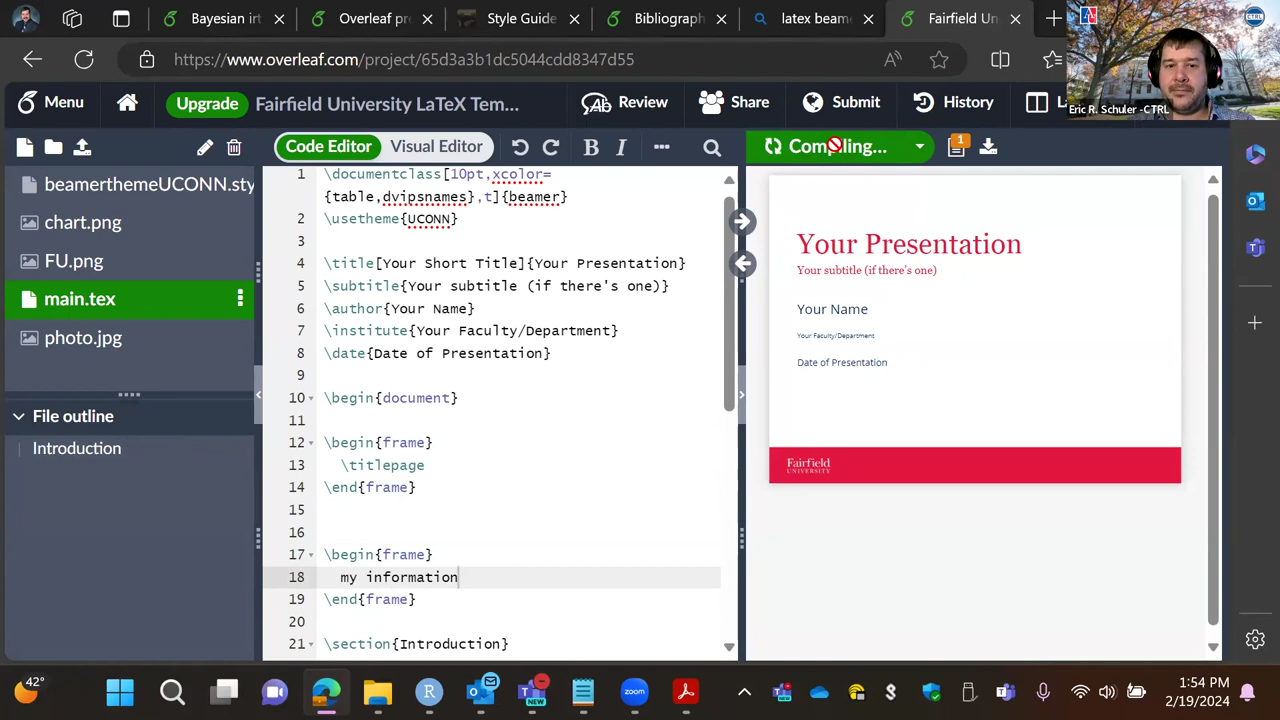 Bayesian irt
Overleaf pro
Style Guide
Bibliograph
latex beam
Fairfield Un
https://www.overleaf.com/project/65d3a3b1dc5d44cdd8347d55
Menu
Upgrade
Fairfield University LaTeX Tem...
Review
Share
Submit
History
Eric R. Schuler -CTRL
Code Editor
Visual Editor
B
I
Compiling...
1
beamerthemeUCONN.sty
chart.png
FU.png
main.tex
photo.jpg
File outline
Introduction
1 \documentclass[10pt,xcolor=
{table,dvipsnames},t]{beamer}
2 \usetheme{UCONN}
3
4 \title[Your Short Title]{Your Presentation}
5 \subtitle{Your subtitle (if there's one)}
6 \author{Your Name}
7 \institute{Your Faculty/Department}
8 \date{Date of Presentation}
9
10 \begin{document}
11
12 \begin{frame}
13 \titlepage
14 \end{frame}
15
16
17 \begin{frame}
18 my information
19 \end{frame}
20
21 \section{Introduction}
Your Presentation
Your subtitle (if there's one)
Your Name
Your Faculty/Department
Date of Presentation
Fairfield
UNIVERSITY
42°
1:54 PM
2/19/2024